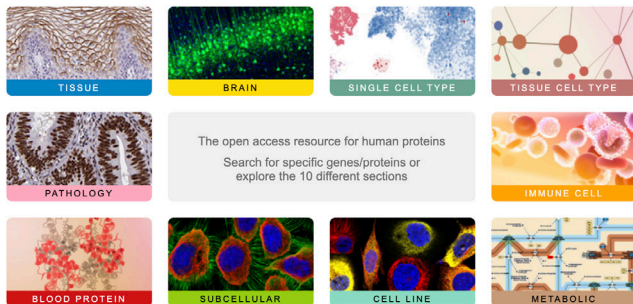 TISSUE
BRAIN
SINGLE CELL TYPE
TISSUE CELL TYPE
PATHOLOGY
The open access resource for human proteins
Search for specific genes/proteins or
explore the 10 different sections
IMMUNE CELL
BLOOD PROTEIN
SUBCELLULAR
CELL LINE
METABOLIC